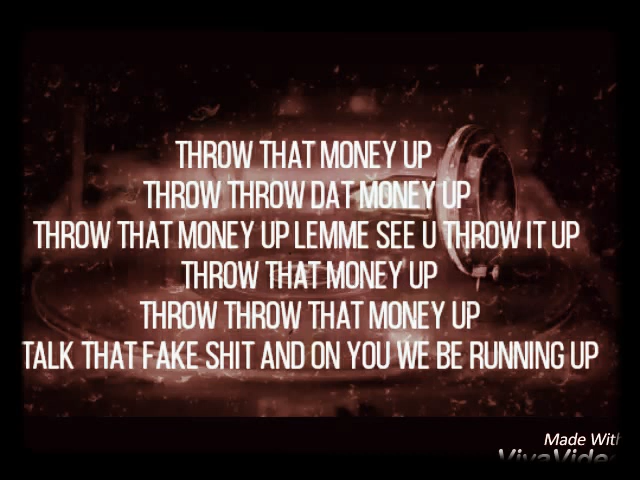 THROW THAT MONEY UP
THROW THROW DAT MONEY UP
THROW THAT MONEY UP LEMME SEE U THROW IT UP
THROW THAT MONEY UP
THROW THROW THAT MONEY UP
TALK THAT FAKE SHIT AND ON YOU WE BE RUNNING UP
Made With
VivaVideo